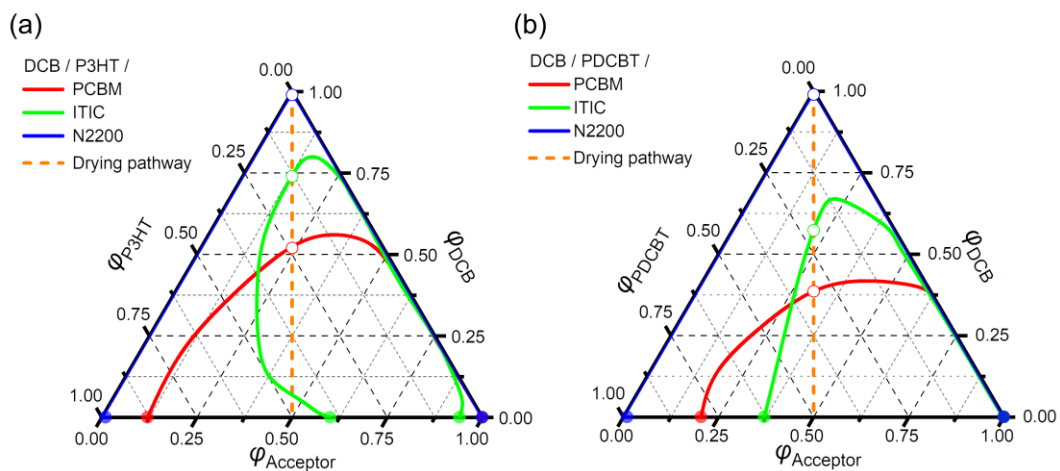 (a)
DCB / P3HT /
PCBM
ITIC
N2200
Drying pathway
0.00
1.00
0.25
0.75
0.50
0.50
φP3HT
φDCB
0.75
0.25
1.00
0.00
0.00
0.25
0.50
0.75
1.00
φAcceptor
(b)
DCB / PDCBT /
PCBM
ITIC
N2200
Drying pathway
0.00
1.00
0.25
0.75
0.50
0.50
φPDCBT
φDCB
0.75
0.25
1.00
0.00
0.00
0.25
0.50
0.75
1.00
φAcceptor